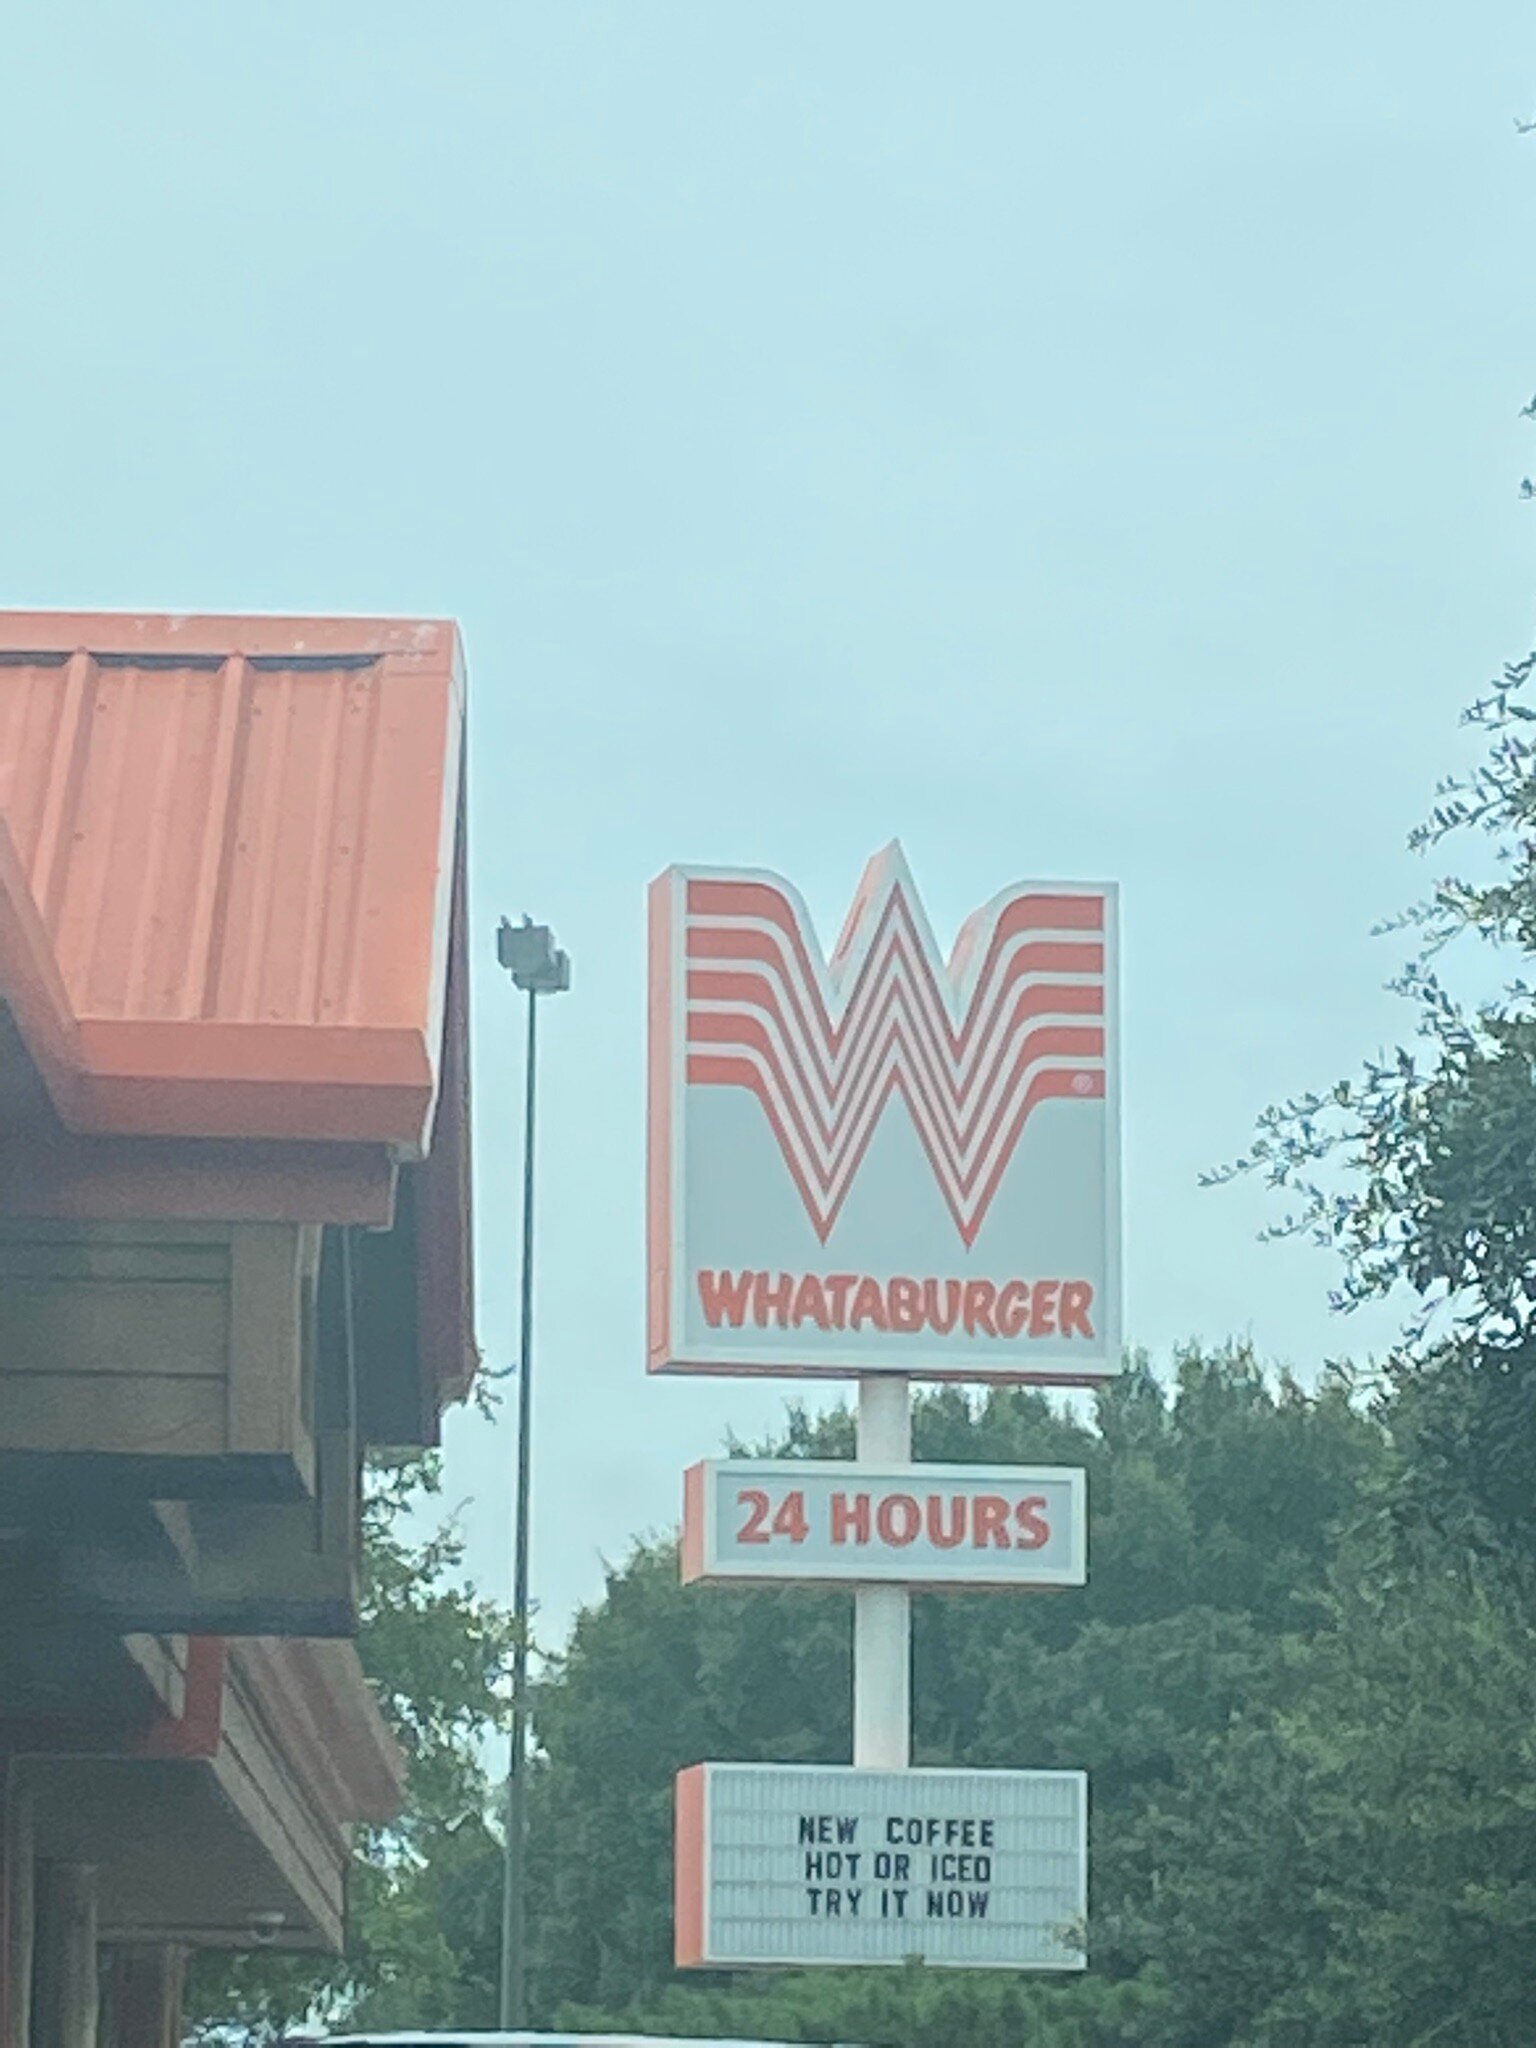 WHATABURGER
24 HOURS
NEW COFFEE
HOT OR ICED
TRY IT NOW